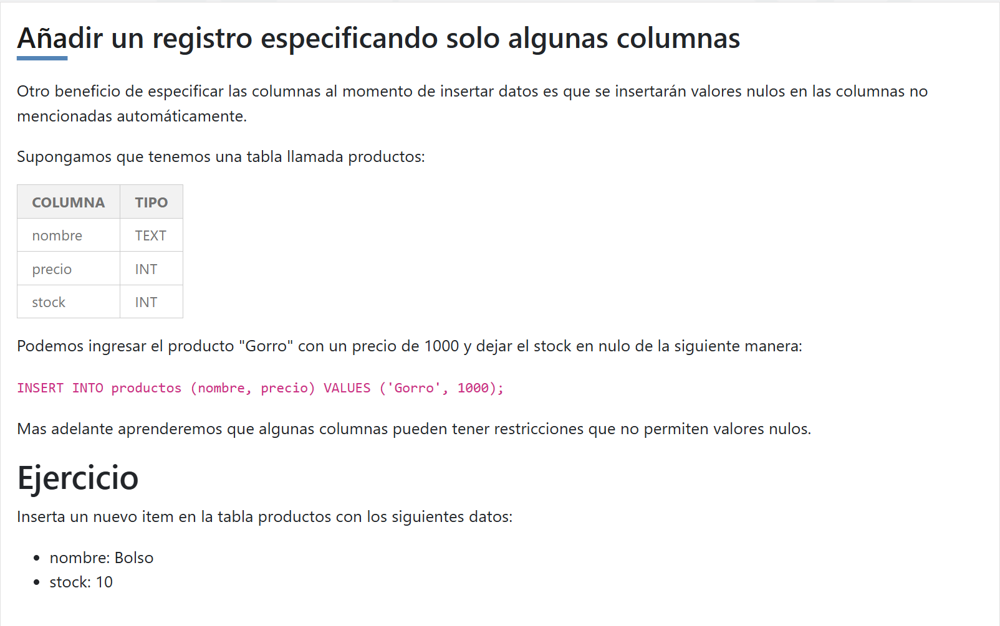 Añadir un registro especificando solo algunas columnas
Otro beneficio de especificar las columnas al momento de insertar datos es que se insertarán valores nulos en las columnas no
mencionadas automáticamente.
Supongamos que tenemos una tabla llamada productos:
COLUMNA TIPO
nombre TEXT
precio INT
stock INT
Podemos ingresar el producto "Gorro" con un precio de 1000 y dejar el stock en nulo de la siguiente manera:
INSERT INTO productos (nombre, precio) VALUES ('Gorro', 1000);
Mas adelante aprenderemos que algunas columnas pueden tener restricciones que no permiten valores nulos.
Ejercicio
Inserta un nuevo item en la tabla productos con los siguientes datos:
• nombre: Bolso
• stock: 10